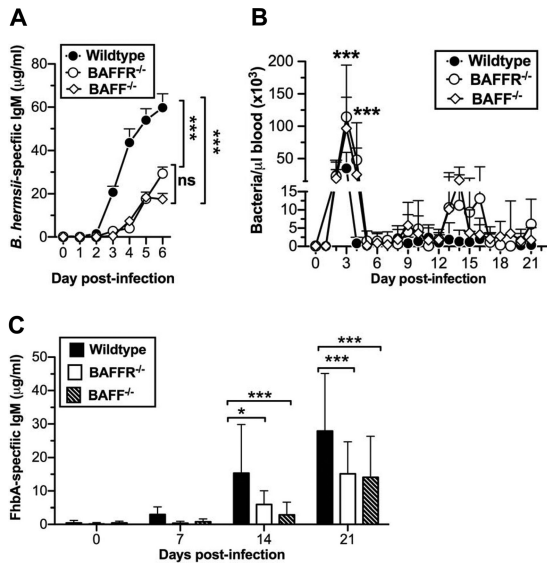 A
Wildtype
BAFFR-/-
BAFF-/-
B. hermsii-specfiic IgM (µg/ml)
80
60
40
20
0
***
***
ns
0 1 2 3 4 5 6
Day post-infection
B
Wildtype
BAFFR-/-
BAFF-/-
Bacteria/µl blood (x10³)
200
150
100
50
15
10
5
0
***
***
0 3 6 9 12 15 18 21
Day post-infection
C
Wildtype
BAFFR-/-
BAFF-/-
FhbA-specfiic IgM (µg/ml)
50
40
30
20
10
0
***
*
***
***
0 7 14 21
Days post-infection